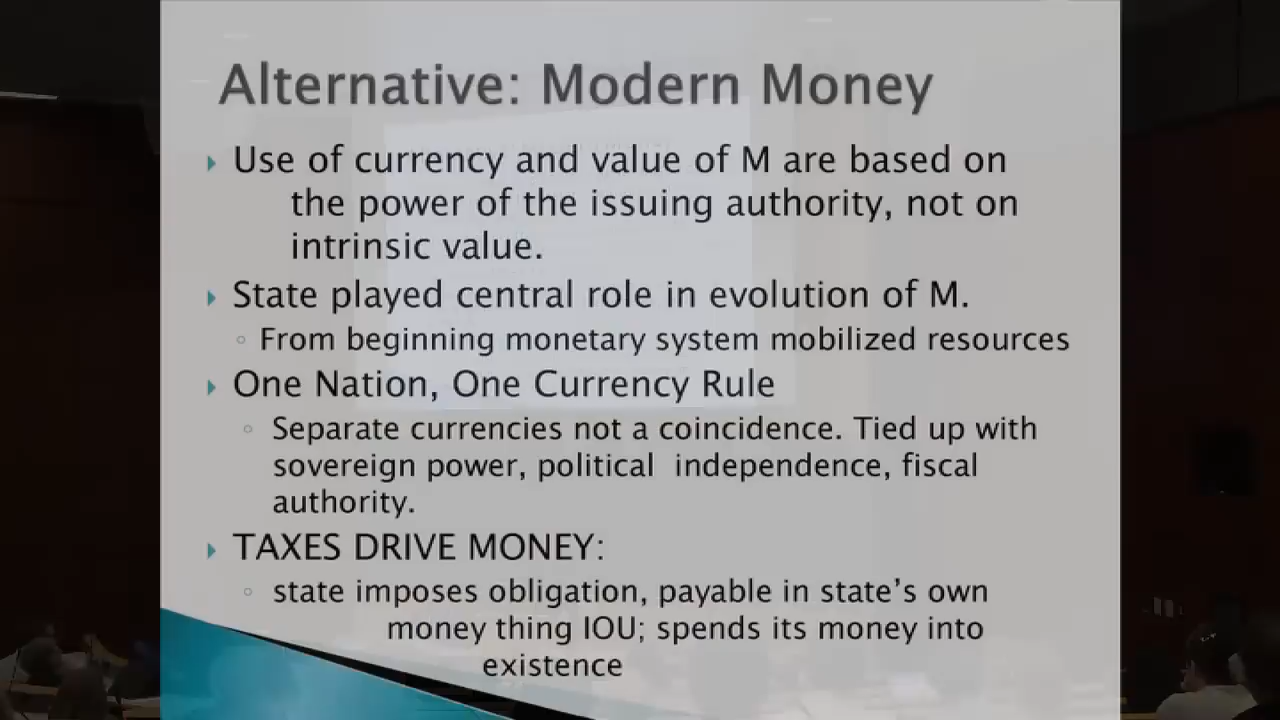 Alternative: Modern Money
Use of currency and value of M are based on
the power of the issuing authority, not on
intrinsic value.
State played central role in evolution of M.
From beginning monetary system mobilized resources
One Nation, One Currency Rule
Separate currencies not a coincidence. Tied up with
sovereign power, political  independence, fiscal
authority.
TAXES DRIVE MONEY:
state imposes obligation, payable in state’s own
money thing IOU; spends its money into
existence